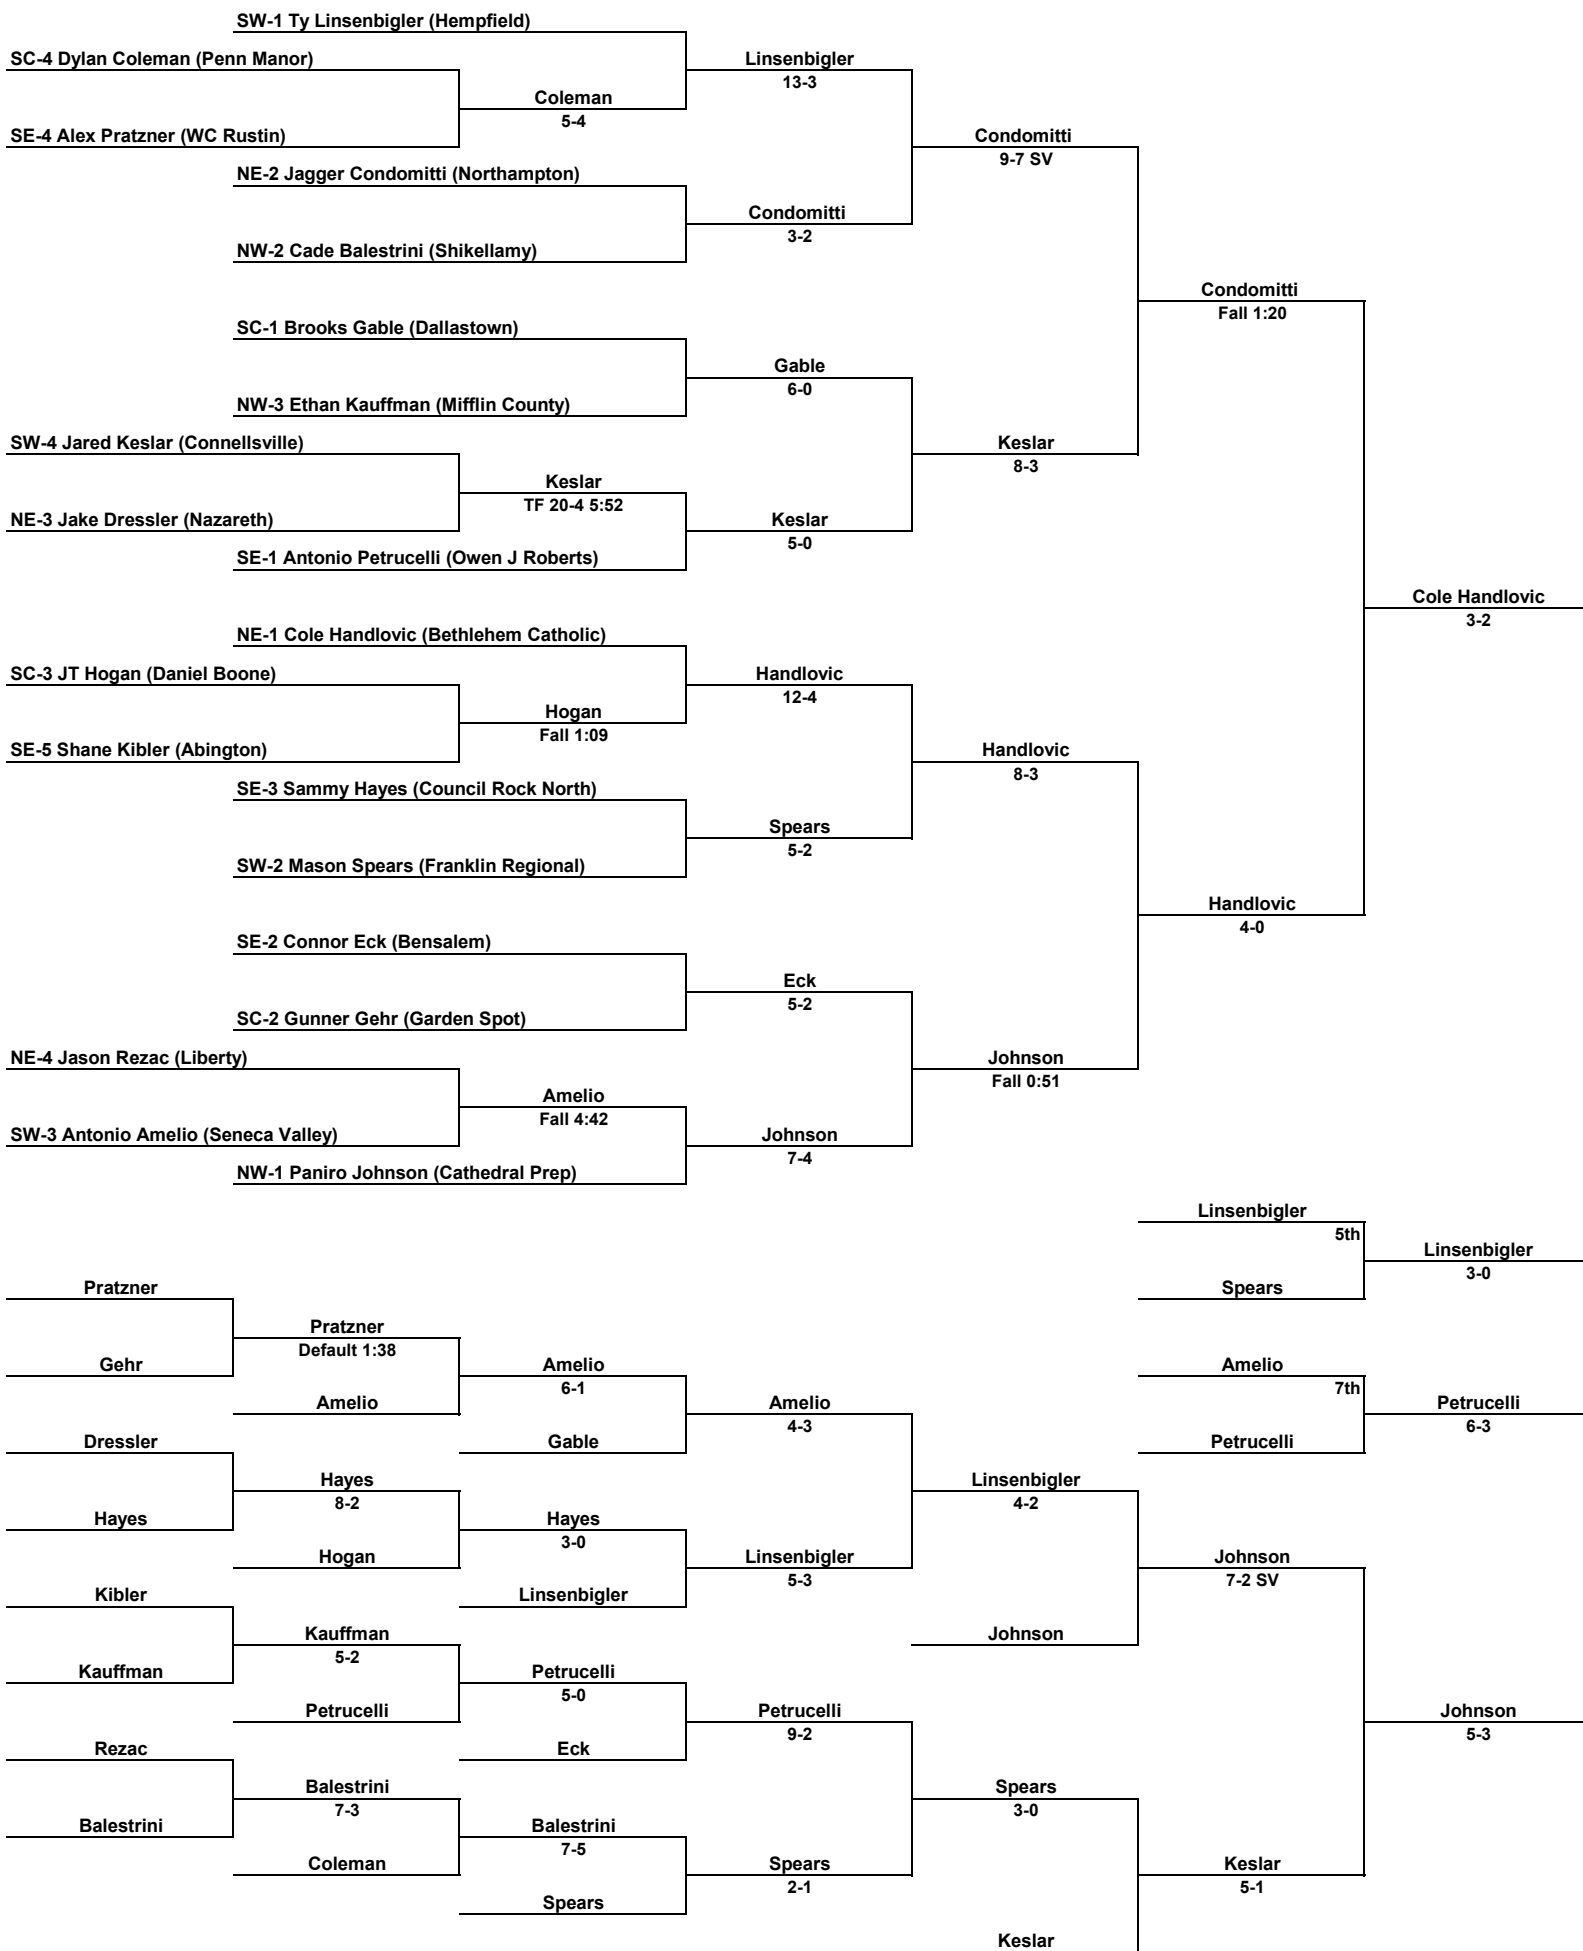 SW-1 Ty Linsenbigler (Hempfield)
SC-4 Dylan Coleman (Penn Manor)
Linsenbigler
13-3
Coleman
5-4
SE-4 Alex Pratzner (WC Rustin)
Condomitti
9-7 SV
NE-2 Jagger Condomitti (Northampton)
Condomitti
3-2
NW-2 Cade Balestrini (Shikellamy)
Condomitti
Fall 1:20
SC-1 Brooks Gable (Dallastown)
Gable
6-0
NW-3 Ethan Kauffman (Mifflin County)
SW-4 Jared Keslar (Connellsville)
Keslar
8-3
Keslar
TF 20-4 5:52
NE-3 Jake Dressler (Nazareth)
Keslar
5-0
SE-1 Antonio Petrucelli (Owen J Roberts)
Cole Handlovic
3-2
NE-1 Cole Handlovic (Bethlehem Catholic)
SC-3 JT Hogan (Daniel Boone)
Handlovic
12-4
Hogan
Fall 1:09
SE-5 Shane Kibler (Abington)
Handlovic
8-3
SE-3 Sammy Hayes (Council Rock North)
Spears
5-2
SW-2 Mason Spears (Franklin Regional)
Handlovic
4-0
SE-2 Connor Eck (Bensalem)
Eck
5-2
SC-2 Gunner Gehr (Garden Spot)
NE-4 Jason Rezac (Liberty)
Johnson
Fall 0:51
Amelio
Fall 4:42
SW-3 Antonio Amelio (Seneca Valley)
Johnson
7-4
NW-1 Paniro Johnson (Cathedral Prep)
Linsenbigler
5th
Linsenbigler
3-0
Pratzner
Spears
Pratzner
Default 1:38
Gehr
Amelio
6-1
Amelio
7th
Amelio
Amelio
4-3
Petrucelli
6-3
Dressler
Gable
Petrucelli
Hayes
8-2
Linsenbigler
4-2
Hayes
Hayes
3-0
Hogan
Linsenbigler
5-3
Johnson
7-2 SV
Kibler
Linsenbigler
Kauffman
5-2
Johnson
Kauffman
Petrucelli
5-0
Petrucelli
Petrucelli
9-2
Johnson
5-3
Rezac
Eck
Balestrini
7-3
Spears
3-0
Balestrini
Balestrini
7-5
Coleman
Spears
2-1
Keslar
5-1
Spears
Keslar